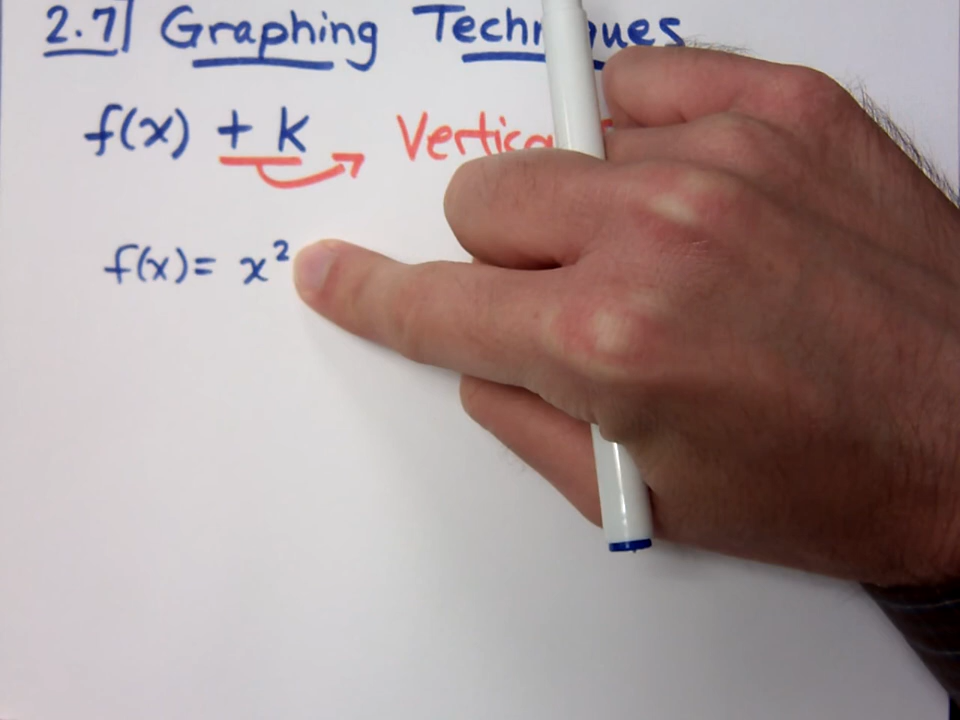 2.7 Graphing
f(x) + k
f(x) = x²